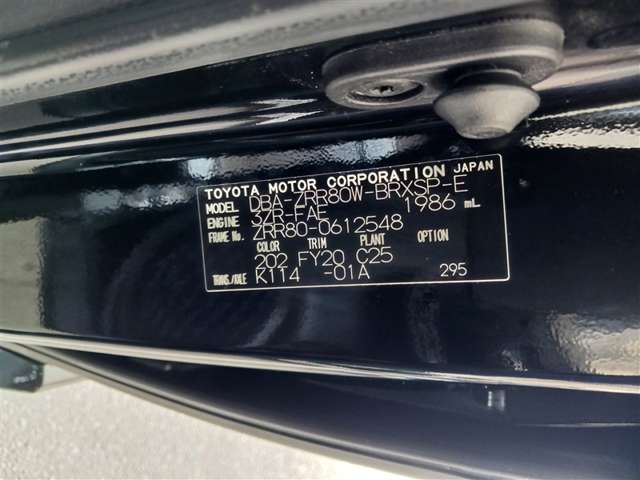 TOYOTA MOTOR CORPORATION JAPAN
MODEL DBA-ZRR80W-BRXSP-E
ENGINE 3ZR-FAE 1986 mL
FRAME No. ZRR80-0612548
COLOR TRIM PLANT OPTION
202 FY20 C25
TRANS./AXLE K114 -01A 295